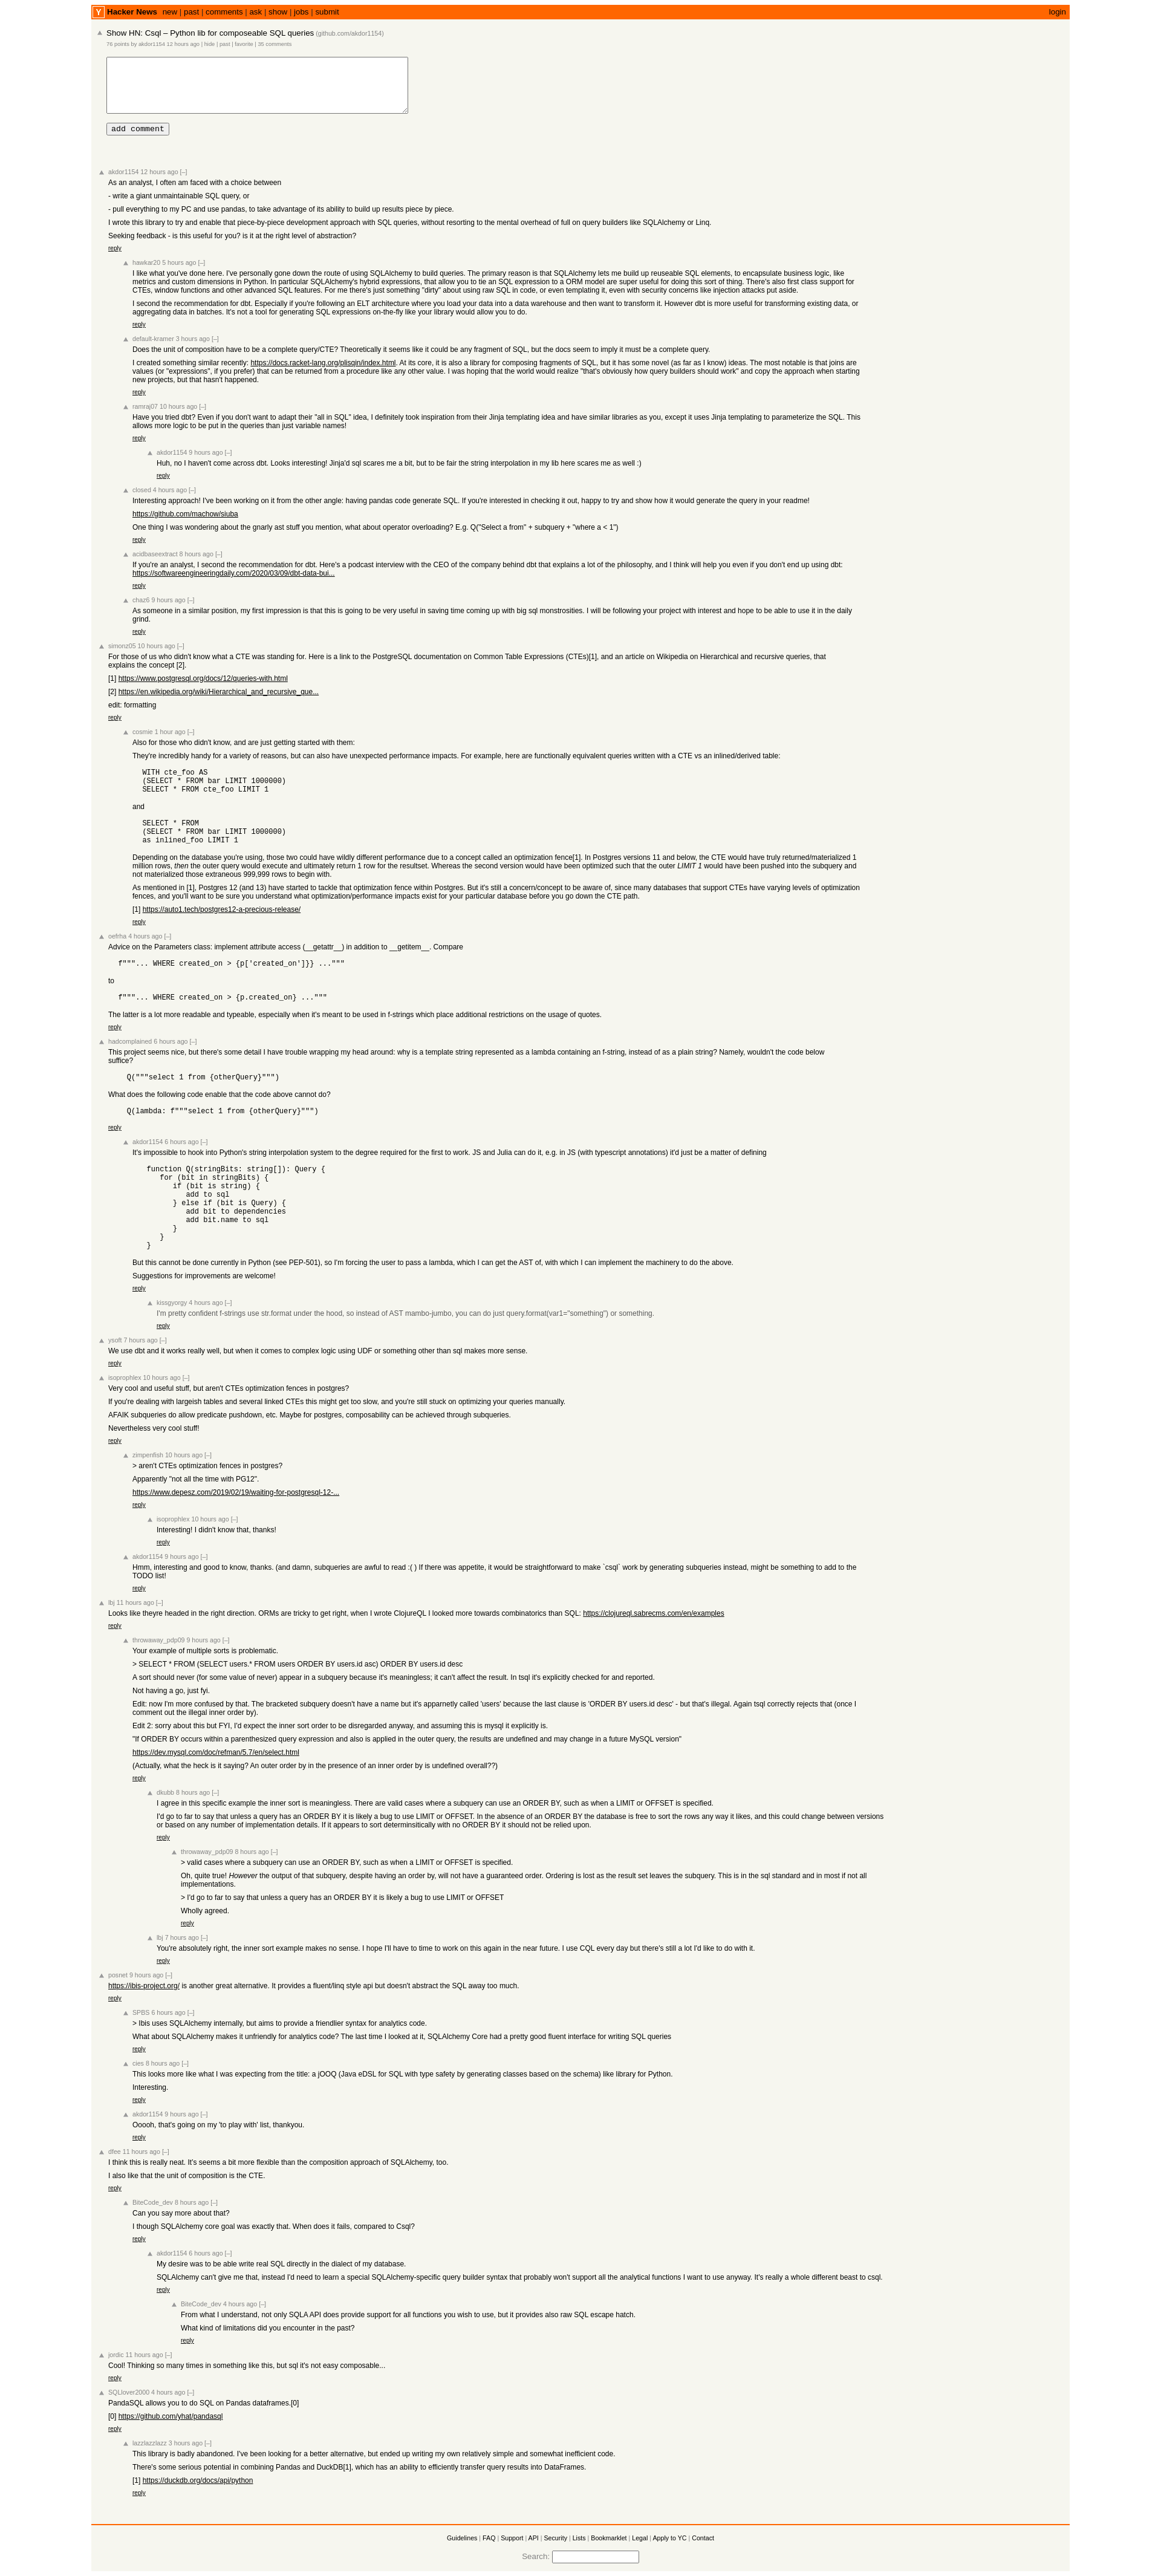 Y Hacker News new | past | comments | ask | show | jobs | submit login
Show HN: Csql – Python lib for composeable SQL queries (github.com/akdor1154)
76 points by akdor1154 12 hours ago | hide | past | favorite | 35 comments
add comment
akdor1154 12 hours ago [–]
As an analyst, I often am faced with a choice between
- write a giant unmaintainable SQL query, or
- pull everything to my PC and use pandas, to take advantage of its ability to build up results piece by piece.
I wrote this library to try and enable that piece-by-piece development approach with SQL queries, without resorting to the mental overhead of full on query builders like SQLAlchemy or Linq.
Seeking feedback - is this useful for you? is it at the right level of abstraction?
reply
hawkar20 5 hours ago [–]
I like what you've done here. I've personally gone down the route of using SQLAlchemy to build queries. The primary reason is that SQLAlchemy lets me build up reuseable SQL elements, to encapsulate business logic, like
metrics and custom dimensions in Python. In particular SQLAlchemy's hybrid expressions, that allow you to tie an SQL expression to a ORM model are super useful for doing this sort of thing. There's also first class support for
CTEs, window functions and other advanced SQL features. For me there's just something "dirty" about using raw SQL in code, or even templating it, even with security concerns like injection attacks put aside.
I second the recommendation for dbt. Especially if you're following an ELT architecture where you load your data into a data warehouse and then want to transform it. However dbt is more useful for transforming existing data, or
aggregating data in batches. It's not a tool for generating SQL expressions on-the-fly like your library would allow you to do.
reply
default-kramer 3 hours ago [–]
Does the unit of composition have to be a complete query/CTE? Theoretically it seems like it could be any fragment of SQL, but the docs seem to imply it must be a complete query.
I created something similar recently: https://docs.racket-lang.org/plisqin/index.html. At its core, it is also a library for composing fragments of SQL, but it has some novel (as far as I know) ideas. The most notable is that joins are
values (or "expressions", if you prefer) that can be returned from a procedure like any other value. I was hoping that the world would realize "that's obviously how query builders should work" and copy the approach when starting
new projects, but that hasn't happened.
reply
ramraj07 10 hours ago [–]
Have you tried dbt? Even if you don't want to adapt their "all in SQL" idea, I definitely took inspiration from their Jinja templating idea and have similar libraries as you, except it uses Jinja templating to parameterize the SQL. This
allows more logic to be put in the queries than just variable names!
reply
akdor1154 9 hours ago [–]
Huh, no I haven't come across dbt. Looks interesting! Jinja'd sql scares me a bit, but to be fair the string interpolation in my lib here scares me as well :)
reply
closed 4 hours ago [–]
Interesting approach! I've been working on it from the other angle: having pandas code generate SQL. If you're interested in checking it out, happy to try and show how it would generate the query in your readme!
https://github.com/machow/siuba
One thing I was wondering about the gnarly ast stuff you mention, what about operator overloading? E.g. Q("Select a from" + subquery + "where a < 1")
reply
acidbaseextract 8 hours ago [–]
If you're an analyst, I second the recommendation for dbt. Here's a podcast interview with the CEO of the company behind dbt that explains a lot of the philosophy, and I think will help you even if you don't end up using dbt:
https://softwareengineeringdaily.com/2020/03/09/dbt-data-bui...
reply
chaz6 9 hours ago [–]
As someone in a similar position, my first impression is that this is going to be very useful in saving time coming up with big sql monstrosities. I will be following your project with interest and hope to be able to use it in the daily
grind.
reply
simonz05 10 hours ago [–]
For those of us who didn't know what a CTE was standing for. Here is a link to the PostgreSQL documentation on Common Table Expressions (CTEs)[1], and an article on Wikipedia on Hierarchical and recursive queries, that
explains the concept [2].
[1] https://www.postgresql.org/docs/12/queries-with.html
[2] https://en.wikipedia.org/wiki/Hierarchical_and_recursive_que...
edit: formatting
reply
cosmie 1 hour ago [–]
Also for those who didn't know, and are just getting started with them:
They're incredibly handy for a variety of reasons, but can also have unexpected performance impacts. For example, here are functionally equivalent queries written with a CTE vs an inlined/derived table:
WITH cte_foo AS
(SELECT * FROM bar LIMIT 1000000)
SELECT * FROM cte_foo LIMIT 1
and
SELECT * FROM
(SELECT * FROM bar LIMIT 1000000)
as inlined_foo LIMIT 1
Depending on the database you're using, those two could have wildly different performance due to a concept called an optimization fence[1]. In Postgres versions 11 and below, the CTE would have truly returned/materialized 1
million rows, then the outer query would execute and ultimately return 1 row for the resultset. Whereas the second version would have been optimized such that the outer LIMIT 1 would have been pushed into the subquery and
not materialized those extraneous 999,999 rows to begin with.
As mentioned in [1], Postgres 12 (and 13) have started to tackle that optimization fence within Postgres. But it's still a concern/concept to be aware of, since many databases that support CTEs have varying levels of optimization
fences, and you'll want to be sure you understand what optimization/performance impacts exist for your particular database before you go down the CTE path.
[1] https://auto1.tech/postgres12-a-precious-release/
reply
oefrha 4 hours ago [–]
Advice on the Parameters class: implement attribute access (__getattr__) in addition to __getitem__. Compare
f"""... WHERE created_on > {p['created_on']}} ..."""
to
f"""... WHERE created_on > {p.created_on} ..."""
The latter is a lot more readable and typeable, especially when it's meant to be used in f-strings which place additional restrictions on the usage of quotes.
reply
hadcomplained 6 hours ago [–]
This project seems nice, but there's some detail I have trouble wrapping my head around: why is a template string represented as a lambda containing an f-string, instead of as a plain string? Namely, wouldn't the code below
suffice?
Q("""select 1 from {otherQuery}""")
What does the following code enable that the code above cannot do?
Q(lambda: f"""select 1 from {otherQuery}""")
reply
akdor1154 6 hours ago [–]
It's impossible to hook into Python's string interpolation system to the degree required for the first to work. JS and Julia can do it, e.g. in JS (with typescript annotations) it'd just be a matter of defining
function Q(stringBits: string[]): Query {
for (bit in stringBits) {
if (bit is string) {
add to sql
} else if (bit is Query) {
add bit to dependencies
add bit.name to sql
}
}
}
But this cannot be done currently in Python (see PEP-501), so I'm forcing the user to pass a lambda, which I can get the AST of, with which I can implement the machinery to do the above.
Suggestions for improvements are welcome!
reply
kissgyorgy 4 hours ago [–]
I'm pretty confident f-strings use str.format under the hood, so instead of AST mambo-jumbo, you can do just query.format(var1="something") or something.
reply
ysoft 7 hours ago [–]
We use dbt and it works really well, but when it comes to complex logic using UDF or something other than sql makes more sense.
reply
isoprophlex 10 hours ago [–]
Very cool and useful stuff, but aren't CTEs optimization fences in postgres?
If you're dealing with largeish tables and several linked CTEs this might get too slow, and you're still stuck on optimizing your queries manually.
AFAIK subqueries do allow predicate pushdown, etc. Maybe for postgres, composability can be achieved through subqueries.
Nevertheless very cool stuff!
reply
zimpenfish 10 hours ago [–]
> aren't CTEs optimization fences in postgres?
Apparently "not all the time with PG12".
https://www.depesz.com/2019/02/19/waiting-for-postgresql-12-...
reply
isoprophlex 10 hours ago [–]
Interesting! I didn't know that, thanks!
reply
akdor1154 9 hours ago [–]
Hmm, interesting and good to know, thanks. (and damn, subqueries are awful to read :( ) If there was appetite, it would be straightforward to make `csql` work by generating subqueries instead, might be something to add to the
TODO list!
reply
lbj 11 hours ago [–]
Looks like theyre headed in the right direction. ORMs are tricky to get right, when I wrote ClojureQL I looked more towards combinatorics than SQL: https://clojureql.sabrecms.com/en/examples
reply
throwaway_pdp09 9 hours ago [–]
Your example of multiple sorts is problematic.
> SELECT * FROM (SELECT users.* FROM users ORDER BY users.id asc) ORDER BY users.id desc
A sort should never (for some value of never) appear in a subquery because it's meaningless; it can't affect the result. In tsql it's explicitly checked for and reported.
Not having a go, just fyi.
Edit: now I'm more confused by that. The bracketed subquery doesn't have a name but it's apparnetly called 'users' because the last clause is 'ORDER BY users.id desc' - but that's illegal. Again tsql correctly rejects that (once I
comment out the illegal inner order by).
Edit 2: sorry about this but FYI, I'd expect the inner sort order to be disregarded anyway, and assuming this is mysql it explicitly is.
"If ORDER BY occurs within a parenthesized query expression and also is applied in the outer query, the results are undefined and may change in a future MySQL version"
https://dev.mysql.com/doc/refman/5.7/en/select.html
(Actually, what the heck is it saying? An outer order by in the presence of an inner order by is undefined overall??)
reply
dkubb 8 hours ago [–]
I agree in this specific example the inner sort is meaningless. There are valid cases where a subquery can use an ORDER BY, such as when a LIMIT or OFFSET is specified.
I'd go to far to say that unless a query has an ORDER BY it is likely a bug to use LIMIT or OFFSET. In the absence of an ORDER BY the database is free to sort the rows any way it likes, and this could change between versions
or based on any number of implementation details. If it appears to sort determinsitically with no ORDER BY it should not be relied upon.
reply
throwaway_pdp09 8 hours ago [–]
> valid cases where a subquery can use an ORDER BY, such as when a LIMIT or OFFSET is specified.
Oh, quite true! However the output of that subquery, despite having an order by, will not have a guaranteed order. Ordering is lost as the result set leaves the subquery. This is in the sql standard and in most if not all
implementations.
> I'd go to far to say that unless a query has an ORDER BY it is likely a bug to use LIMIT or OFFSET
Wholly agreed.
reply
lbj 7 hours ago [–]
You're absolutely right, the inner sort example makes no sense. I hope I'll have to time to work on this again in the near future. I use CQL every day but there's still a lot I'd like to do with it.
reply
posnet 9 hours ago [–]
https://ibis-project.org/ is another great alternative. It provides a fluent/linq style api but doesn't abstract the SQL away too much.
reply
SPBS 6 hours ago [–]
> Ibis uses SQLAlchemy internally, but aims to provide a friendlier syntax for analytics code.
What about SQLAlchemy makes it unfriendly for analytics code? The last time I looked at it, SQLAlchemy Core had a pretty good fluent interface for writing SQL queries
reply
cies 8 hours ago [–]
This looks more like what I was expecting from the title: a jOOQ (Java eDSL for SQL with type safety by generating classes based on the schema) like library for Python.
Interesting.
reply
akdor1154 9 hours ago [–]
Ooooh, that's going on my 'to play with' list, thankyou.
reply
dfee 11 hours ago [–]
I think this is really neat. It's seems a bit more flexible than the composition approach of SQLAlchemy, too.
I also like that the unit of composition is the CTE.
reply
BiteCode_dev 8 hours ago [–]
Can you say more about that?
I though SQLAlchemy core goal was exactly that. When does it fails, compared to Csql?
reply
akdor1154 6 hours ago [–]
My desire was to be able write real SQL directly in the dialect of my database.
SQLAlchemy can't give me that, instead I'd need to learn a special SQLAlchemy-specific query builder syntax that probably won't support all the analytical functions I want to use anyway. It's really a whole different beast to csql.
reply
BiteCode_dev 4 hours ago [–]
From what I understand, not only SQLA API does provide support for all functions you wish to use, but it provides also raw SQL escape hatch.
What kind of limitations did you encounter in the past?
reply
jordic 11 hours ago [–]
Cool! Thinking so many times in something like this, but sql it's not easy composable...
reply
SQLlover2000 4 hours ago [–]
PandaSQL allows you to do SQL on Pandas dataframes.[0]
[0] https://github.com/yhat/pandasql
reply
lazzlazzlazz 3 hours ago [–]
This library is badly abandoned. I've been looking for a better alternative, but ended up writing my own relatively simple and somewhat inefficient code.
There's some serious potential in combining Pandas and DuckDB[1], which has an ability to efficiently transfer query results into DataFrames.
[1] https://duckdb.org/docs/api/python
reply
Guidelines | FAQ | Support | API | Security | Lists | Bookmarklet | Legal | Apply to YC | Contact
Search: